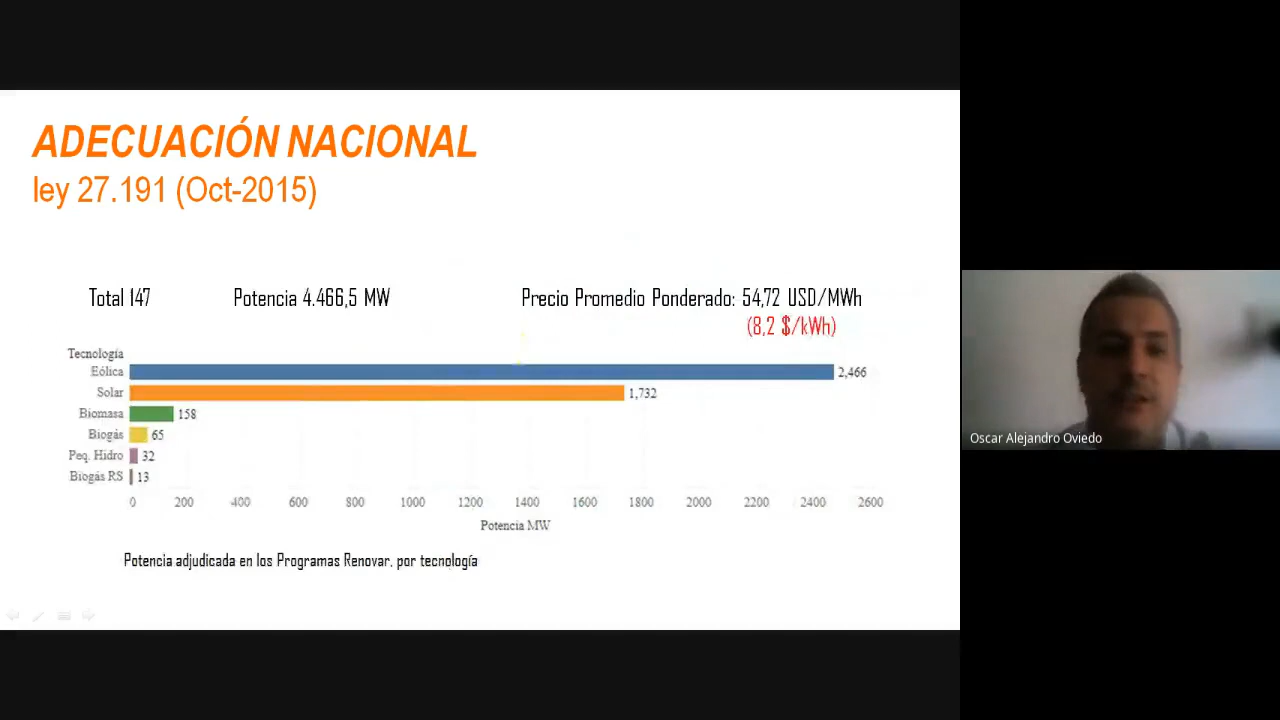 ADECUACIÓN NACIONAL
ley 27.191 (Oct-2015)
Total 147 Potencia 4.466,5 MW Precio Promedio Ponderado: 54,72 USD/MWh
(8,2 $/kWh)
Tecnología
Eólica 2,466
Solar 1,732
Biomasa 158
Biogás 65
Peq. Hidro 32
Biogás RS 13
0 200 400 600 800 1000 1200 1400 1600 1800 2000 2200 2400 2600
Potencia MW
Potencia adjudicada en los Programas Renovar, por tecnología
Oscar Alejandro Oviedo